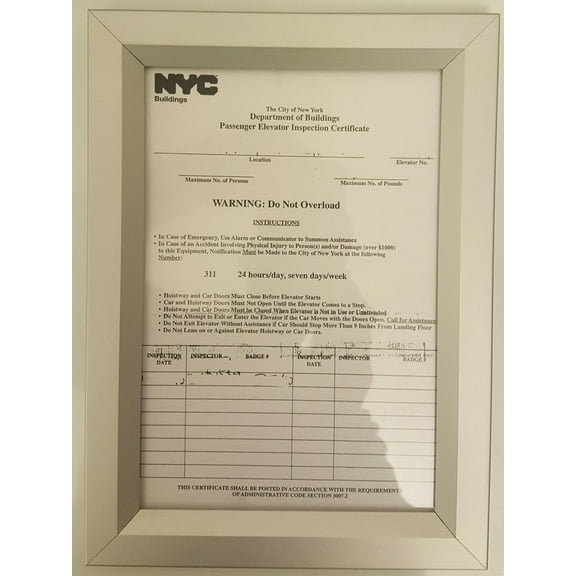 NYC
Buildings
The City of New York
Department of Buildings
Passenger Elevator Inspection Certificate
Location Elevator No.
Maximum No. of Persons Maximum No. of Pounds
WARNING: Do Not Overload
INSTRUCTIONS
• In Case of Emergency, Use Alarm or Communicator to Summon Assistance
• In Case of an Accident Involving Physical Injury to Person(s) and/or Damage (over $1000)
to this Equipment, Notification Must be Made to the City of New York at the following
Number:
311 24 hours/day, seven days/week
• Hoistway and Car Doors Must Close Before Elevator Starts
• Car and Hoistway Doors Must Not Open Until the Elevator Comes to a Stop.
• Hoistway and Car Doors Must be Closed When Elevator is Not in Use or Unattended
• Do Not Attempt to Exit or Enter the Elevator if the Car Moves with the Doors Open. Call for Assistance
• Do Not Exit Elevator Without Assistance if Car Should Stop More Than 9 Inches From Landing Floor
• Do Not Lean on or Against Elevator Hoistway or Car Doors.
INSPECTION INSPECTOR BADGE # INSPECTION INSPECTOR BADGE #
DATE DATE
THIS CERTIFICATE SHALL BE POSTED IN ACCORDANCE WITH THE REQUIREMENT
OF ADMINISTRATIVE CODE SECTION 3007.2